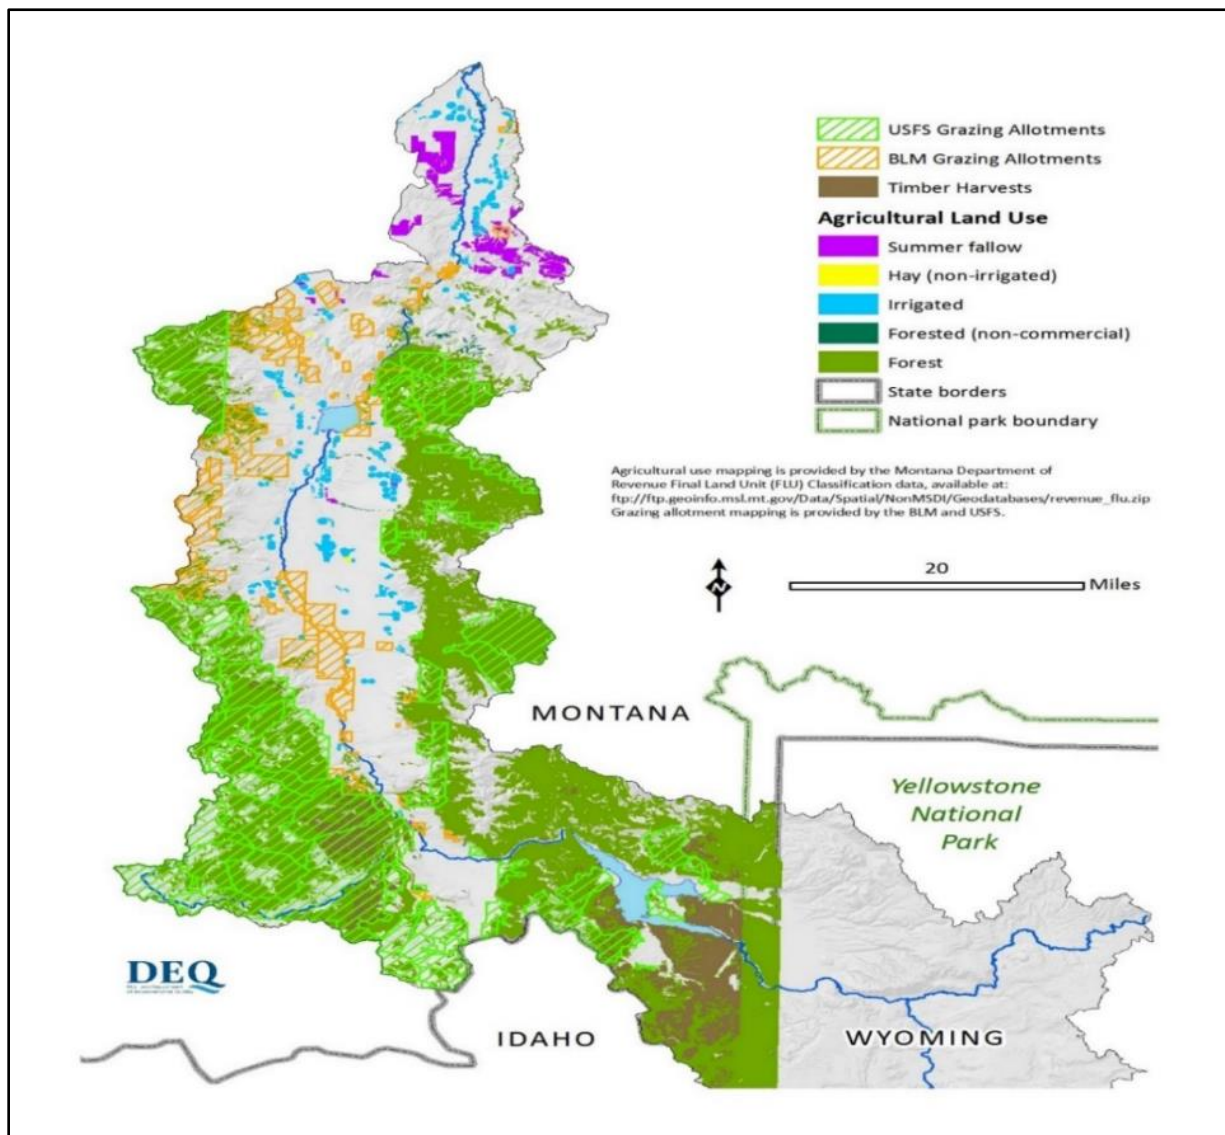 USFS Grazing Allotments
BLM Grazing Allotments
Timber Harvests
Agricultural Land Use
Summer fallow
Hay (non-irrigated)
Irrigated
Forested (non-commercial)
Forest
State borders
National park boundary
Agricultural use mapping is provided by the Montana Department of
Revenue Final Land Unit (FLU) Classification data, available at:
ftp://ftp.geoinfo.msl.mt.gov/Data/Spatial/NonMSDI/Geodatabases/revenue_flu.zip
Grazing allotment mapping is provided by the BLM and USFS.
N
20
Miles
MONTANA
Yellowstone
National
Park
DEQ
IDAHO
WYOMING